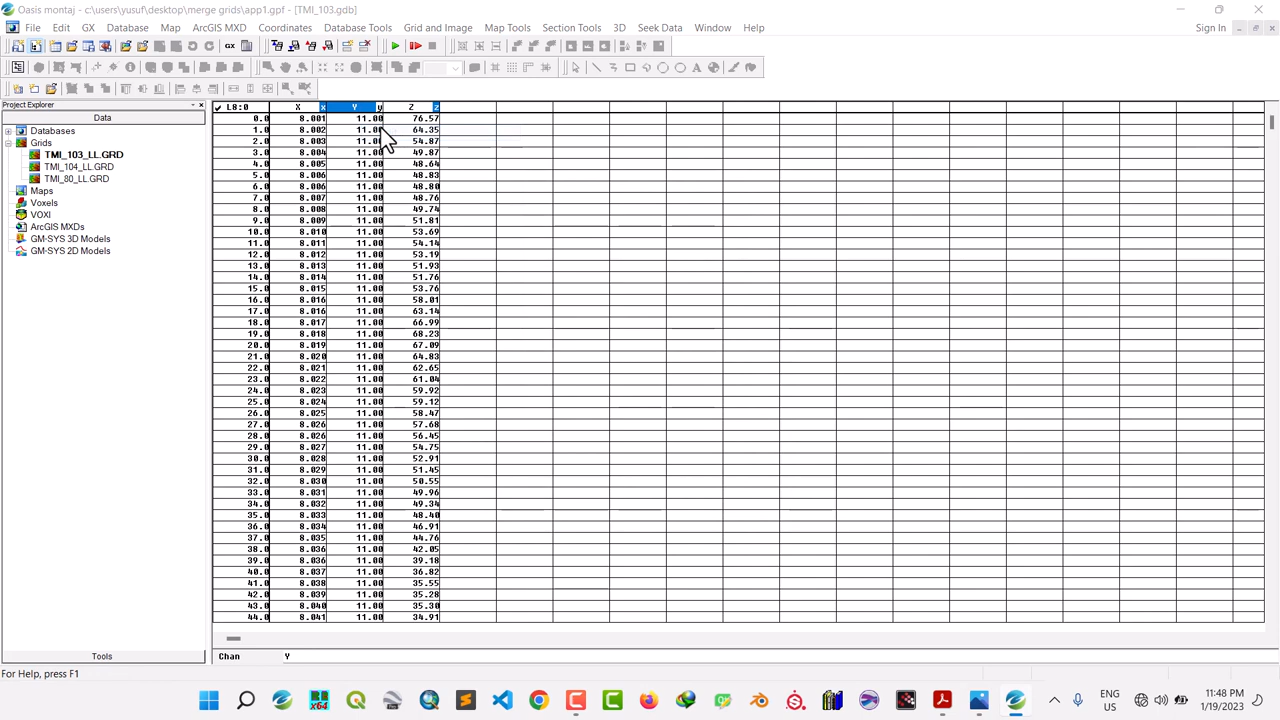 Oasis montaj - c:\users\yusuf\desktop\merge grids\app1.gpf - [TMI_103.gdb]
File Edit GX Database Map ArcGIS MXD Coordinates Database Tools Grid and Image Map Tools Section Tools 3D Seek Data Window Help Sign In
GX
Project Explorer
Data
Databases
Grids
TMI_103_LL.GRD
TMI_104_LL.GRD
TMI_80_LL.GRD
Maps
Voxels
VOXI
ArcGIS MXDs
GM-SYS 3D Models
GM-SYS 2D Models
Tools
L8:0 X x Y y Z z
0.0 8.001 11.00 76.57
1.0 8.002 11.00 64.35
2.0 8.003 11.00 54.87
3.0 8.004 11.00 49.87
4.0 8.005 11.00 48.64
5.0 8.006 11.00 48.83
6.0 8.006 11.00 48.80
7.0 8.007 11.00 48.76
8.0 8.008 11.00 49.74
9.0 8.009 11.00 51.81
10.0 8.010 11.00 53.69
11.0 8.011 11.00 54.14
12.0 8.012 11.00 53.19
13.0 8.013 11.00 51.93
14.0 8.014 11.00 51.76
15.0 8.015 11.00 53.76
16.0 8.016 11.00 58.01
17.0 8.016 11.00 63.14
18.0 8.017 11.00 66.99
19.0 8.018 11.00 68.23
20.0 8.019 11.00 67.09
21.0 8.020 11.00 64.83
22.0 8.021 11.00 62.65
23.0 8.022 11.00 61.04
24.0 8.023 11.00 59.92
25.0 8.024 11.00 59.12
26.0 8.025 11.00 58.47
27.0 8.026 11.00 57.68
28.0 8.026 11.00 56.45
29.0 8.027 11.00 54.75
30.0 8.028 11.00 52.91
31.0 8.029 11.00 51.45
32.0 8.030 11.00 50.55
33.0 8.031 11.00 49.96
34.0 8.032 11.00 49.34
35.0 8.033 11.00 48.40
36.0 8.034 11.00 46.91
37.0 8.035 11.00 44.76
38.0 8.036 11.00 42.05
39.0 8.036 11.00 39.18
40.0 8.037 11.00 36.82
41.0 8.038 11.00 35.55
42.0 8.039 11.00 35.28
43.0 8.040 11.00 35.30
44.0 8.041 11.00 34.91
Chan Y
For Help, press F1
ENG
US
11:48 PM
1/19/2023